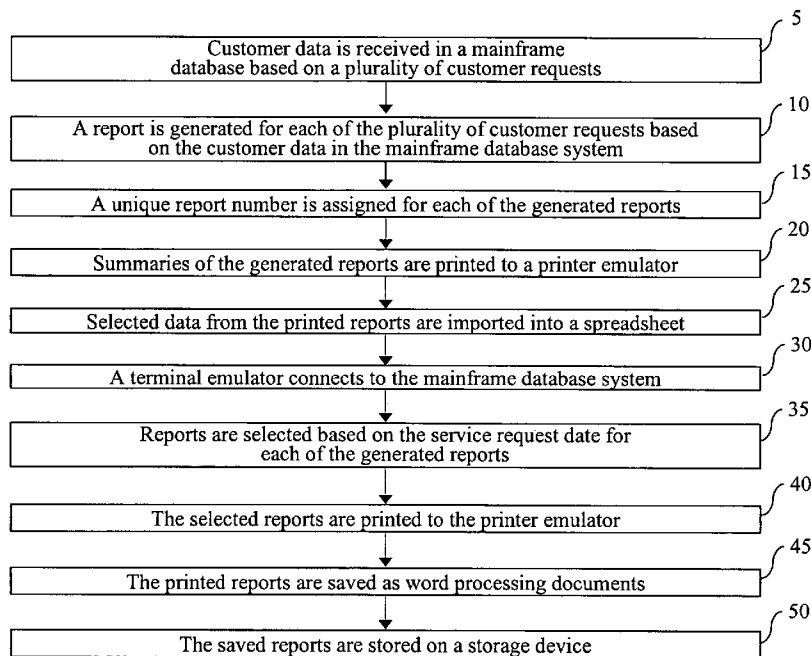 5
Customer data is received in a mainframe
database based on a plurality of customer requests
10
A report is generated for each of the plurality of customer requests based
on the customer data in the mainframe database system
15
A unique report number is assigned for each of the generated reports
20
Summaries of the generated reports are printed to a printer emulator
25
Selected data from the printed reports are imported into a spreadsheet
30
A terminal emulator connects to the mainframe database system
35
Reports are selected based on the service request date for
each of the generated reports
40
The selected reports are printed to the printer emulator
45
The printed reports are saved as word processing documents
50
The saved reports are stored on a storage device